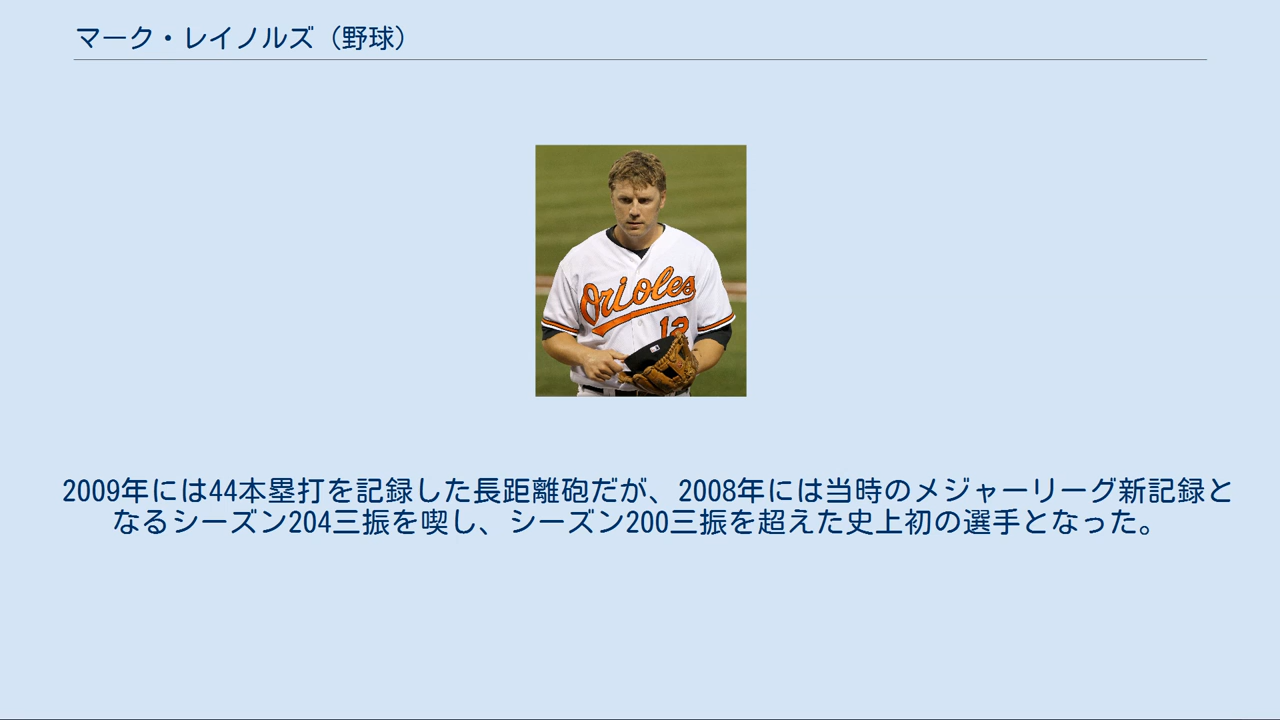 マーク・レイノルズ（野球）
Orioles
12
2009年には44本塁打を記録した長距離砲だが、2008年には当時のメジャーリーグ新記録と
なるシーズン204三振を喫し、シーズン200三振を超えた史上初の選手となった。